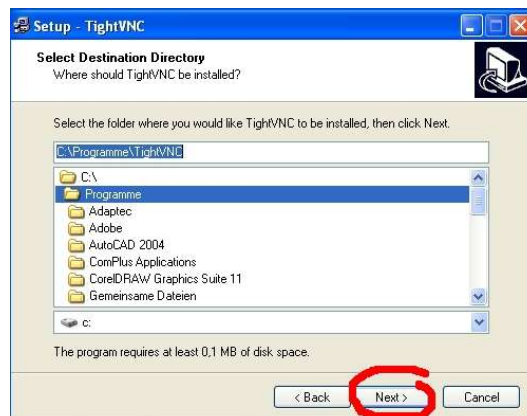 Setup - TightVNC
Select Destination Directory
Where should TightVNC be installed?
Select the folder where you would like TightVNC to be installed, then click Next.
C:\Programme\TightVNC
C:\
Programme
Adaptec
Adobe
AutoCAD 2004
ComPlus Applications
CorelDRAW Graphics Suite 11
Gemeinsame Dateien
c:
The program requires at least 0,1 MB of disk space.
< Back Next > Cancel